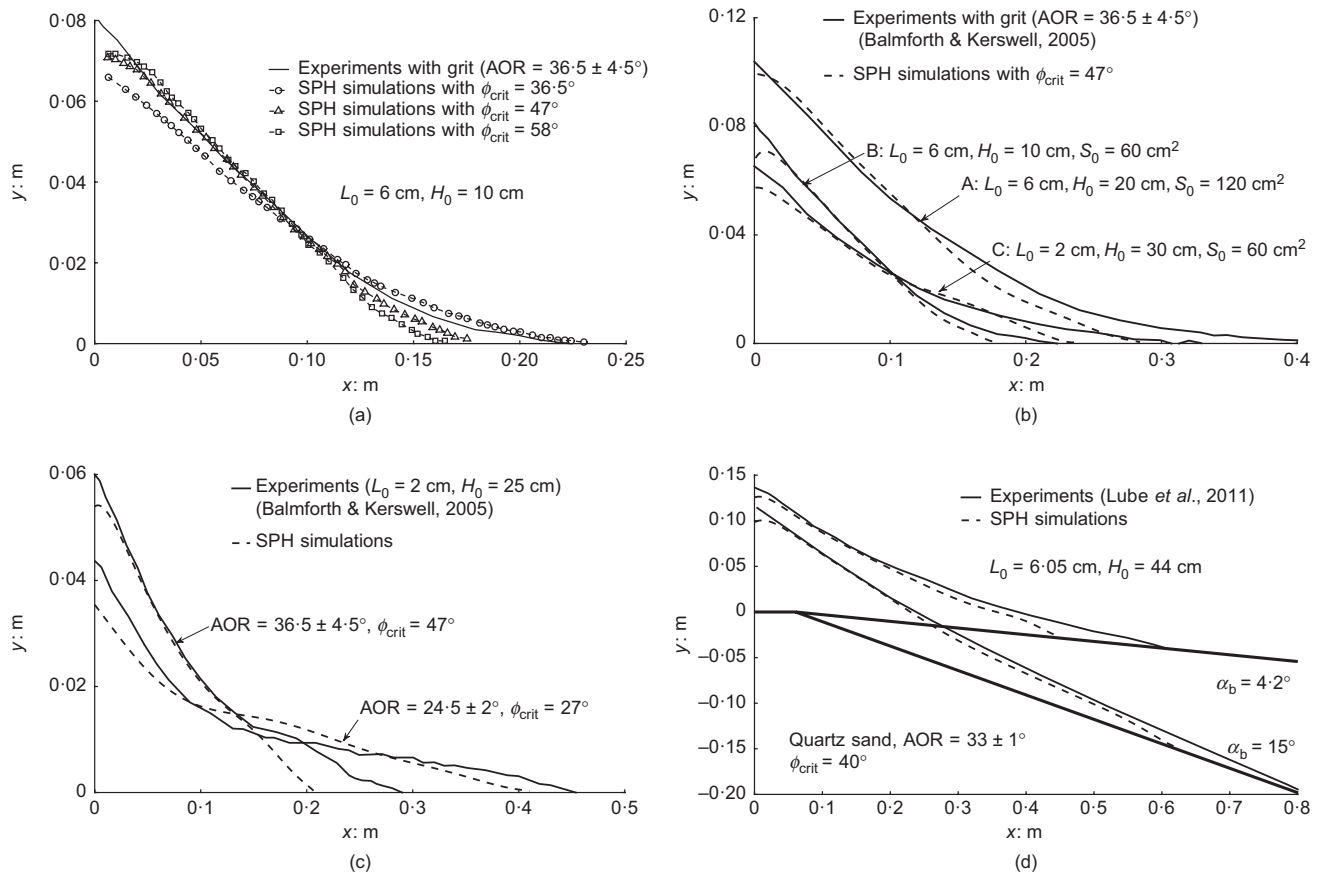 0·08
0·06
0·04
0·02
0
y: m
0
0·05
0·10
0·15
0·20
0·25
x: m
Experiments with grit (AOR = 36·5 ± 4·5°)
SPH simulations with ϕcrit = 36·5°
SPH simulations with ϕcrit = 47°
SPH simulations with ϕcrit = 58°
L0 = 6 cm, H0 = 10 cm
(a)
0·12
0·08
0·04
0
y: m
0
0·1
0·2
0·3
0·4
x: m
Experiments with grit (AOR = 36·5 ± 4·5°)
(Balmforth & Kerswell, 2005)
SPH simulations with ϕcrit = 47°
B: L0 = 6 cm, H0 = 10 cm, S0 = 60 cm²
A: L0 = 6 cm, H0 = 20 cm, S0 = 120 cm²
C: L0 = 2 cm, H0 = 30 cm, S0 = 60 cm²
(b)
0·06
0·04
0·02
0
y: m
0
0·1
0·2
0·3
0·4
0·5
x: m
Experiments (L0 = 2 cm, H0 = 25 cm)
(Balmforth & Kerswell, 2005)
SPH simulations
AOR = 36·5 ± 4·5°, ϕcrit = 47°
AOR = 24·5 ± 2°, ϕcrit = 27°
(c)
0·15
0·10
0·05
0
–0·05
–0·10
–0·15
–0·20
y: m
0
0·1
0·2
0·3
0·4
0·5
0·6
0·7
0·8
x: m
Experiments (Lube et al., 2011)
SPH simulations
L0 = 6·05 cm, H0 = 44 cm
αb = 4·2°
αb = 15°
Quartz sand, AOR = 33 ± 1°
ϕcrit = 40°
(d)